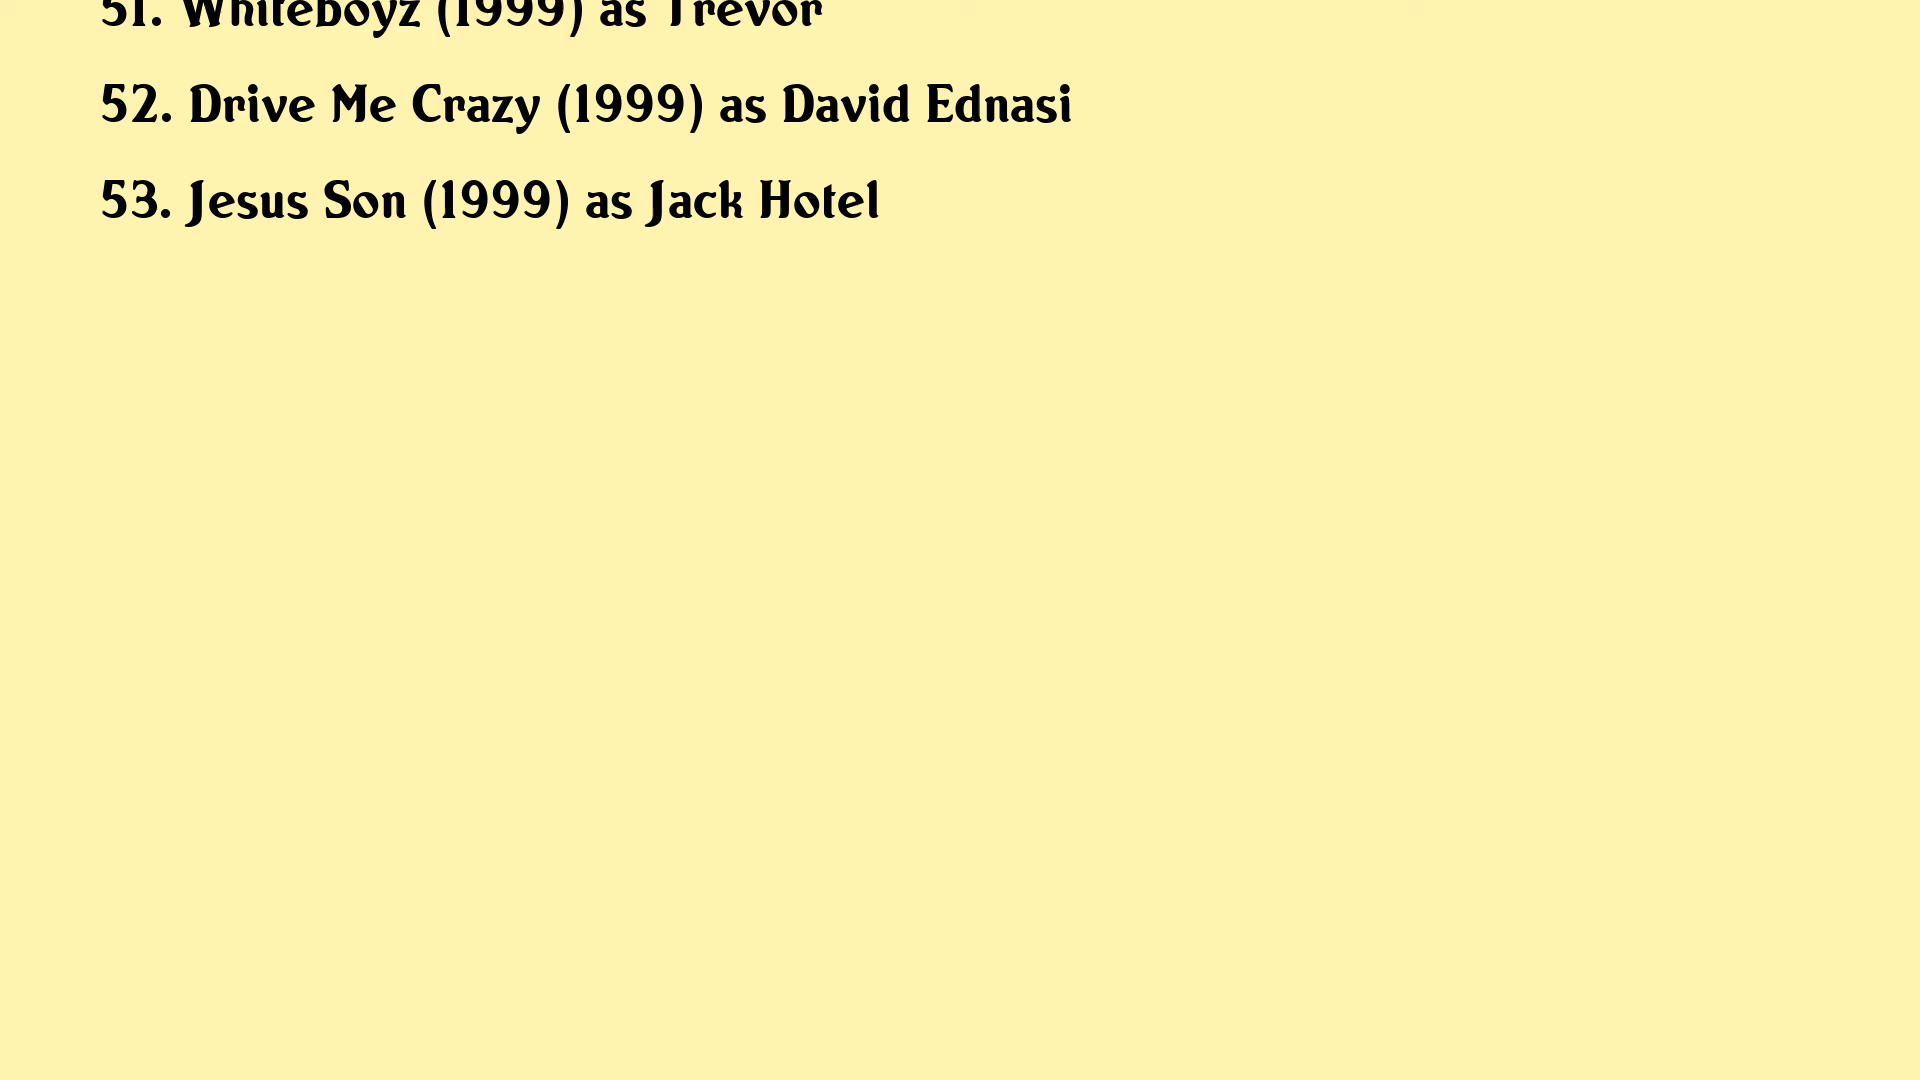 51. Whiteboyz (1999) as Trevor
52. Drive Me Crazy (1999) as David Ednasi
53. Jesus Son (1999) as Jack Hotel